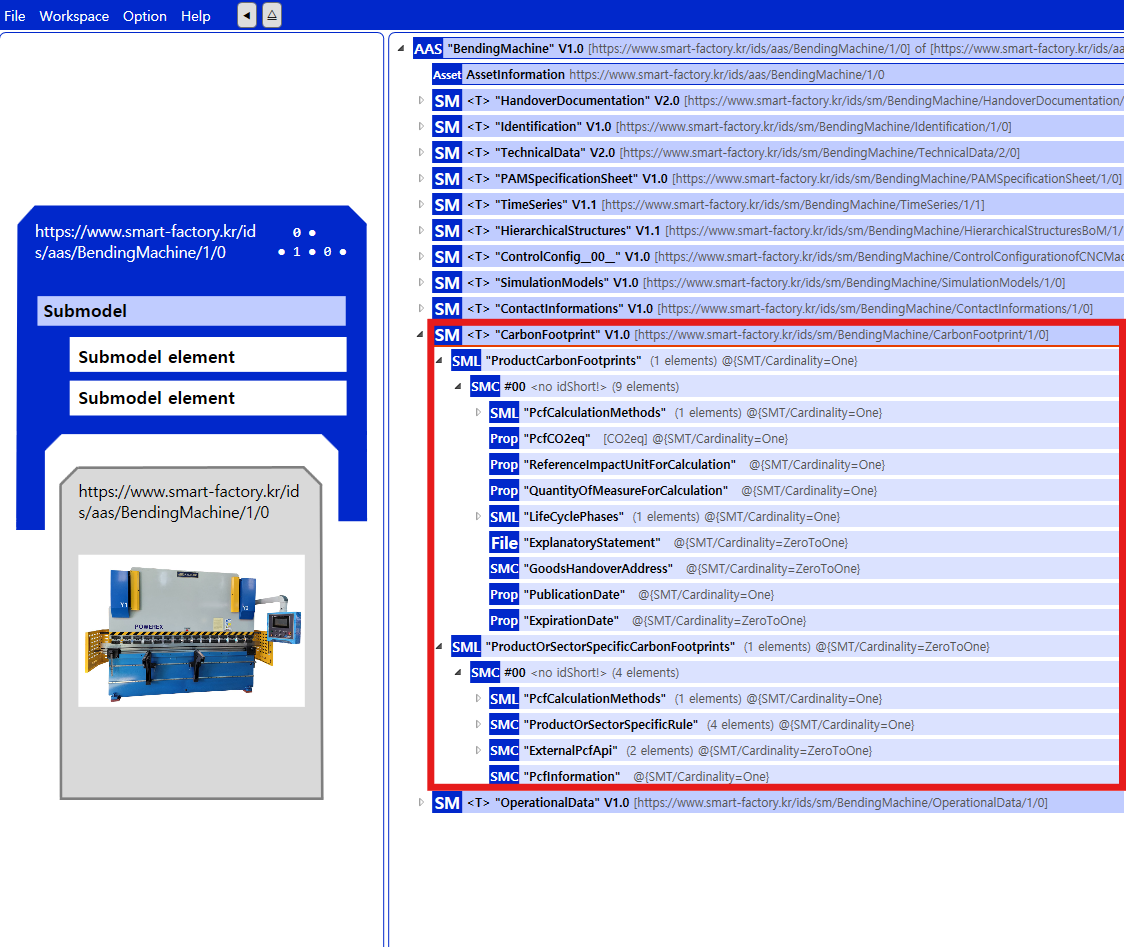 File Workspace Option Help
https://www.smart-factory.kr/id
s/aas/BendingMachine/1/0
0 ●
● 1 ● 0 ●
Submodel
Submodel element
Submodel element
https://www.smart-factory.kr/id
s/aas/BendingMachine/1/0
Y1
Y2
POWEREX
AAS "BendingMachine" V1.0 [https://www.smart-factory.kr/ids/aas/BendingMachine/1/0] of [https://www.smart-factory.kr/ids/aa
Asset AssetInformation https://www.smart-factory.kr/ids/aas/BendingMachine/1/0
SM <T> "HandoverDocumentation" V2.0 [https://www.smart-factory.kr/ids/sm/BendingMachine/HandoverDocumentation/
SM <T> "Identification" V1.0 [https://www.smart-factory.kr/ids/sm/BendingMachine/Identification/1/0]
SM <T> "TechnicalData" V2.0 [https://www.smart-factory.kr/ids/sm/BendingMachine/TechnicalData/2/0]
SM <T> "PAMSpecificationSheet" V1.0 [https://www.smart-factory.kr/ids/sm/BendingMachine/PAMSpecificationSheet/1/0]
SM <T> "TimeSeries" V1.1 [https://www.smart-factory.kr/ids/sm/BendingMachine/TimeSeries/1/1]
SM <T> "HierarchicalStructures" V1.1 [https://www.smart-factory.kr/ids/sm/BendingMachine/HierarchicalStructuresBoM/1/
SM <T> "ControlConfig__00__" V1.0 [https://www.smart-factory.kr/ids/sm/BendingMachine/ControlConfigurationofCNCMac
SM <T> "SimulationModels" V1.0 [https://www.smart-factory.kr/ids/sm/BendingMachine/SimulationModels/1/0]
SM <T> "ContactInformations" V1.0 [https://www.smart-factory.kr/ids/sm/BendingMachine/ContactInformations/1/0]
SM <T> "CarbonFootprint" V1.0 [https://www.smart-factory.kr/ids/sm/BendingMachine/CarbonFootprint/1/0]
SML "ProductCarbonFootprints" (1 elements) @{SMT/Cardinality=One}
SMC #00 <no idShort!> (9 elements)
SML "PcfCalculationMethods" (1 elements) @{SMT/Cardinality=One}
Prop "PcfCO2eq" [CO2eq] @{SMT/Cardinality=One}
Prop "ReferenceImpactUnitForCalculation" @{SMT/Cardinality=One}
Prop "QuantityOfMeasureForCalculation" @{SMT/Cardinality=One}
SML "LifeCyclePhases" (1 elements) @{SMT/Cardinality=One}
File "ExplanatoryStatement" @{SMT/Cardinality=ZeroToOne}
SMC "GoodsHandoverAddress" @{SMT/Cardinality=ZeroToOne}
Prop "PublicationDate" @{SMT/Cardinality=One}
Prop "ExpirationDate" @{SMT/Cardinality=ZeroToOne}
SML "ProductOrSectorSpecificCarbonFootprints" (1 elements) @{SMT/Cardinality=ZeroToOne}
SMC #00 <no idShort!> (4 elements)
SML "PcfCalculationMethods" (1 elements) @{SMT/Cardinality=One}
SMC "ProductOrSectorSpecificRule" (4 elements) @{SMT/Cardinality=One}
SMC "ExternalPcfApi" (2 elements) @{SMT/Cardinality=ZeroToOne}
SMC "PcfInformation" @{SMT/Cardinality=One}
SM <T> "OperationalData" V1.0 [https://www.smart-factory.kr/ids/sm/BendingMachine/OperationalData/1/0]